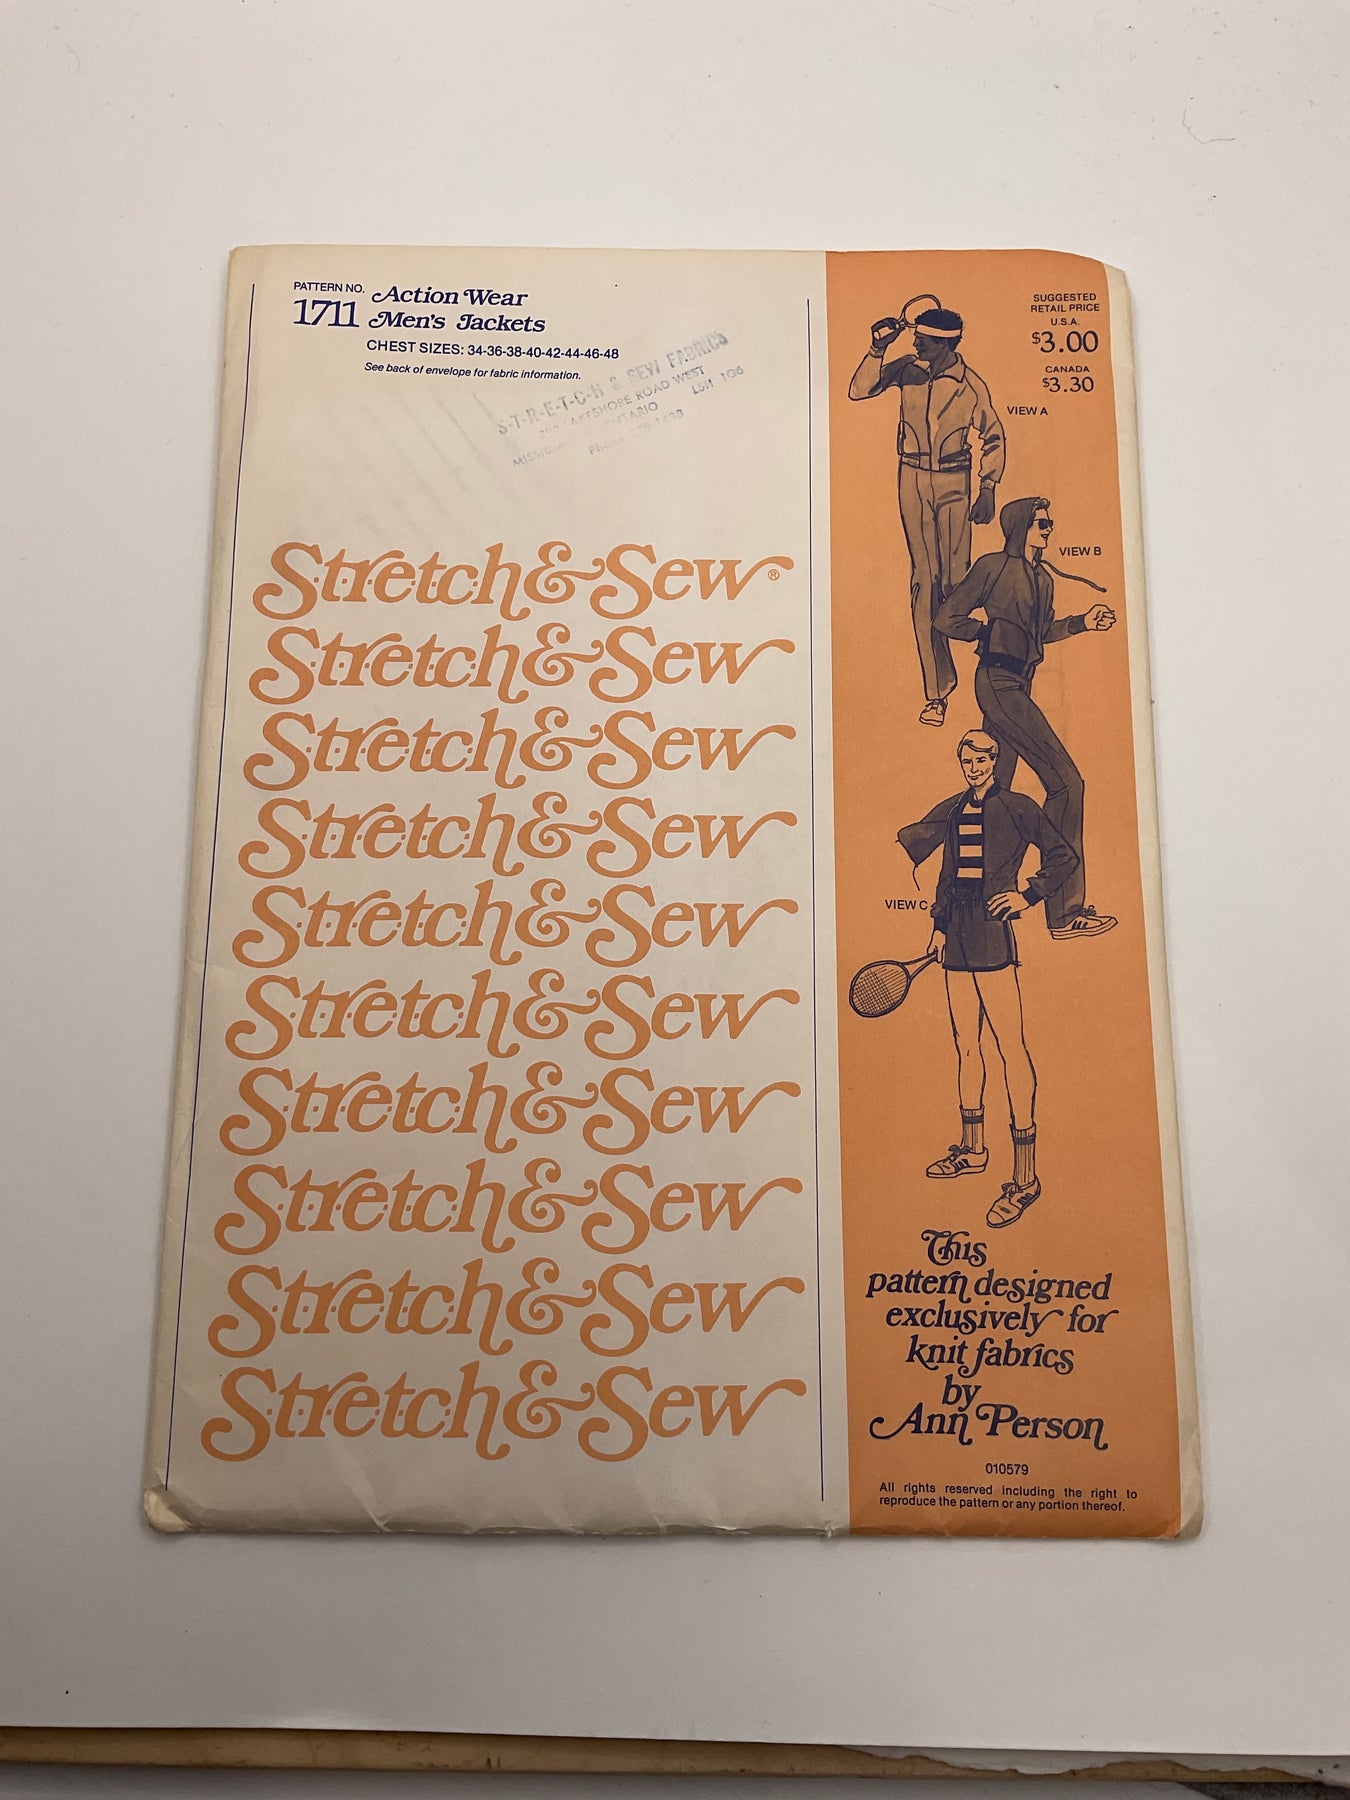 PATTERN NO.
1711
Action Wear
Men's Jackets
CHEST SIZES: 34-36-38-40-42-44-46-48
See back of envelope for fabric information.
S-T-R-E-T-C-H & SEW FABRICS
LAKESHORE ROAD WEST
ONTARIO L5H 1G6
Stretch & Sew®
Stretch & Sew
Stretch & Sew
Stretch & Sew
Stretch & Sew
Stretch & Sew
Stretch & Sew
Stretch & Sew
Stretch & Sew
Stretch & Sew
SUGGESTED
RETAIL PRICE
U.S.A.
$3.00
CANADA
$3.30
VIEW A
VIEW B
VIEW C
This
pattern designed
exclusively for
knit fabrics
by
Ann Person
010579
All rights reserved including the right to
reproduce the pattern or any portion thereof.